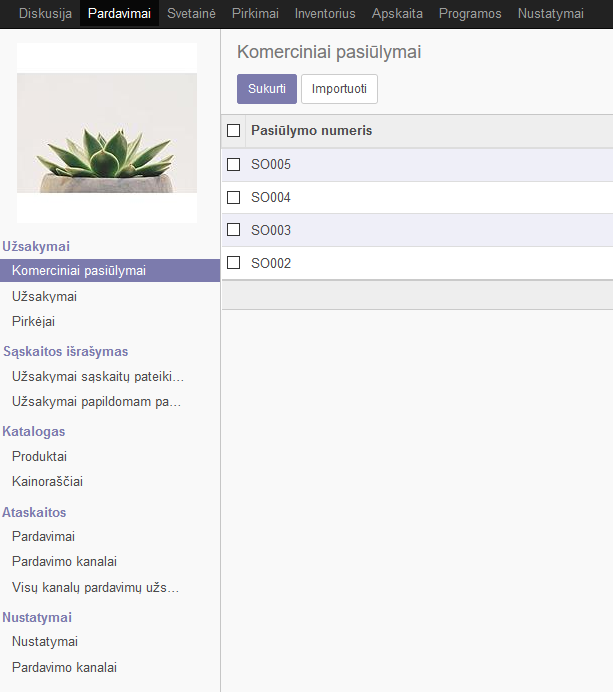 Diskusija Pardavimai Svetainė Pirkimai Inventorius Apskaita Programos Nustatymai
Komerciniai pasiūlymai
Sukurti Importuoti
Pasiūlymo numeris
SO005
SO004
SO003
SO002
Užsakymai
Komerciniai pasiūlymai
Užsakymai
Pirkėjai
Sąskaitos išrašymas
Užsakymai sąskaitų pateiki...
Užsakymai papildomam pa...
Katalogas
Produktai
Kainoraščiai
Ataskaitos
Pardavimai
Pardavimo kanalai
Visų kanalų pardavimų užs...
Nustatymai
Nustatymai
Pardavimo kanalai